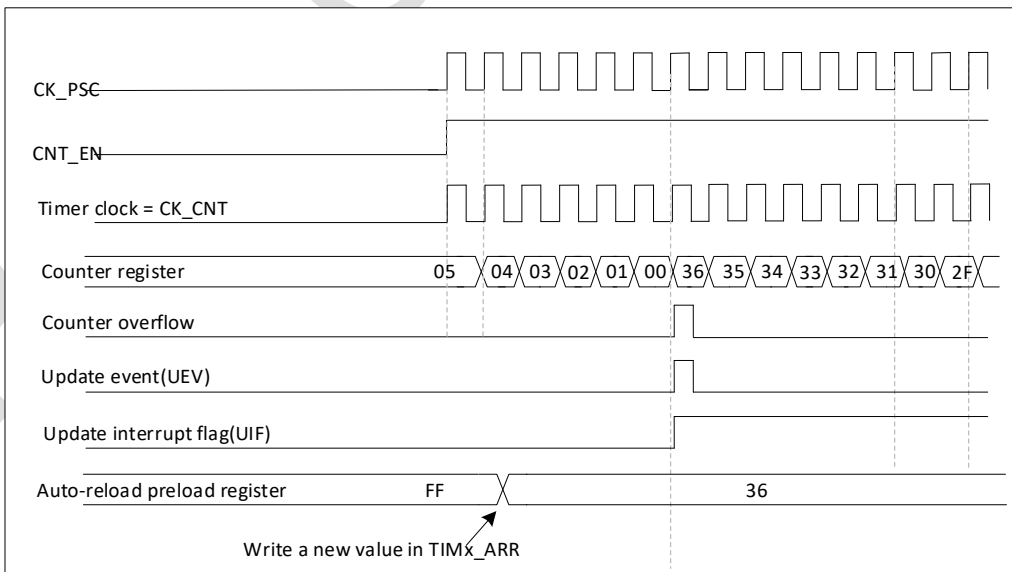 CK_PSC
CNT_EN
Timer clock = CK_CNT
Counter register 05 04 03 02 01 00 36 35 34 33 32 31 30 2F
Counter overflow
Update event(UEV)
Update interrupt flag(UIF)
Auto-reload preload register FF 36
Write a new value in TIMx_ARR